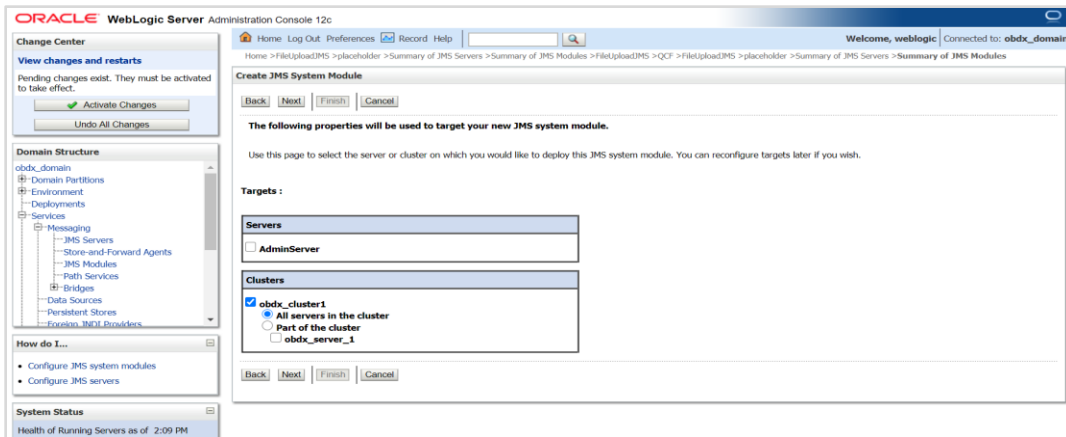 ORACLE WebLogic Server Administration Console 12c
Change Center
View changes and restarts
Pending changes exist. They must be activated
to take effect.
Activate Changes
Undo All Changes
Domain Structure
obdx_domain
Domain Partitions
Environment
Deployments
Services
Messaging
JMS Servers
Store-and-Forward Agents
JMS Modules
Path Services
Bridges
Data Sources
Persistent Stores
Foreign JNDI Providers
How do I...
Configure JMS system modules
Configure JMS servers
System Status
Health of Running Servers as of 2:09 PM
Home Log Out Preferences Record Help
Welcome, weblogic Connected to: obdx_domain
Home >FileUploadJMS >placeholder >Summary of JMS Servers >Summary of JMS Modules >FileUploadJMS >QCF >FileUploadJMS >placeholder >Summary of JMS Servers >Summary of JMS Modules
Create JMS System Module
Back Next Finish Cancel
The following properties will be used to target your new JMS system module.
Use this page to select the server or cluster on which you would like to deploy this JMS system module. You can reconfigure targets later if you wish.
Targets :
Servers
AdminServer
Clusters
obdx_cluster1
All servers in the cluster
Part of the cluster
obdx_server_1
Back Next Finish Cancel